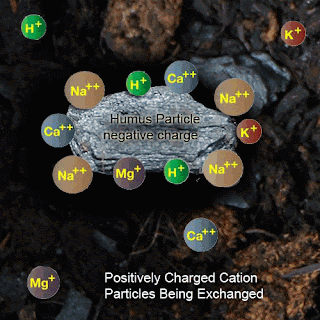 H+
K+
Na++
H+
Ca++
Na++
Humus Particle
negative charge
Ca++
K+
Na++
Mg+
H+
Na++
Ca++
Mg+
Positively Charged Cation
Particles Being Exchanged